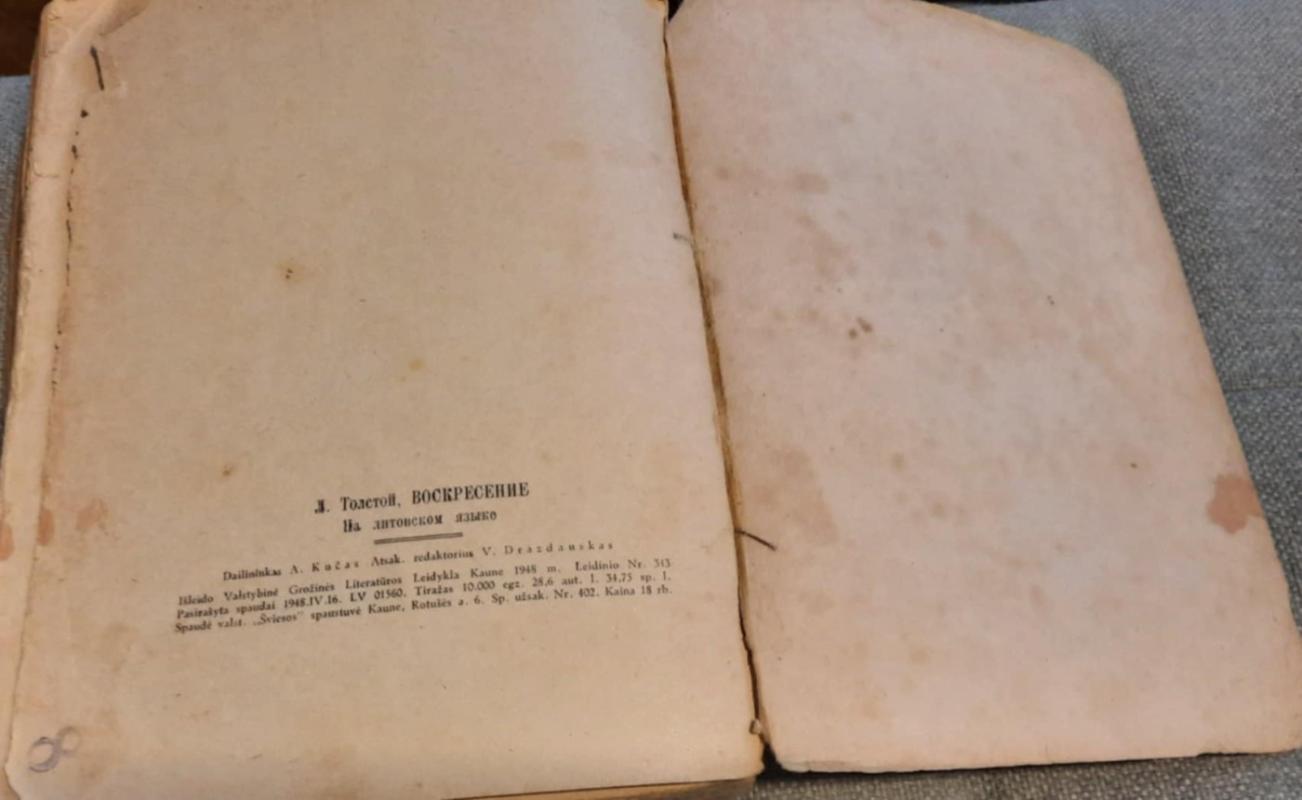 Л. Толстой, ВОСКРЕСЕНИЕ
На литовском языке
Dailininkas A. Kučas Atsak. redaktorius V. Drazdauskas
Išleido Valstybinė Grožinės Literatūros Leidykla Kaune 1948 m. Leidinio Nr. 313
Pasirašyta spaudai 1948.IV.16. LV 01560. Tiražas 10.000 egz. 28,6 aut. l. 34,75 sp. l.
Spaudė valst. „Šviesos" spaustuvė Kaune, Rotušės a. 6. Sp. užsak. Nr. 402. Kaina 18 rb.